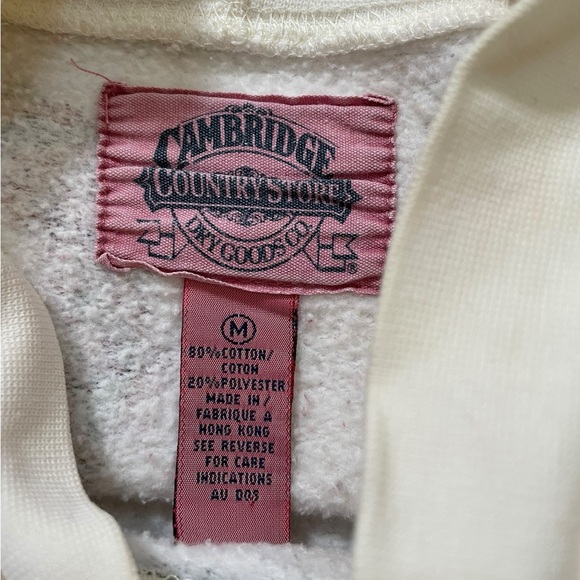 CAMBRIDGE
COUNTRY STORE
DRY GOODS CO.
®
M
80% COTTON/
COTON
20% POLYESTER
MADE IN/
FABRIQUE A
HONG KONG
SEE REVERSE
FOR CARE
INDICATIONS
AU DOS